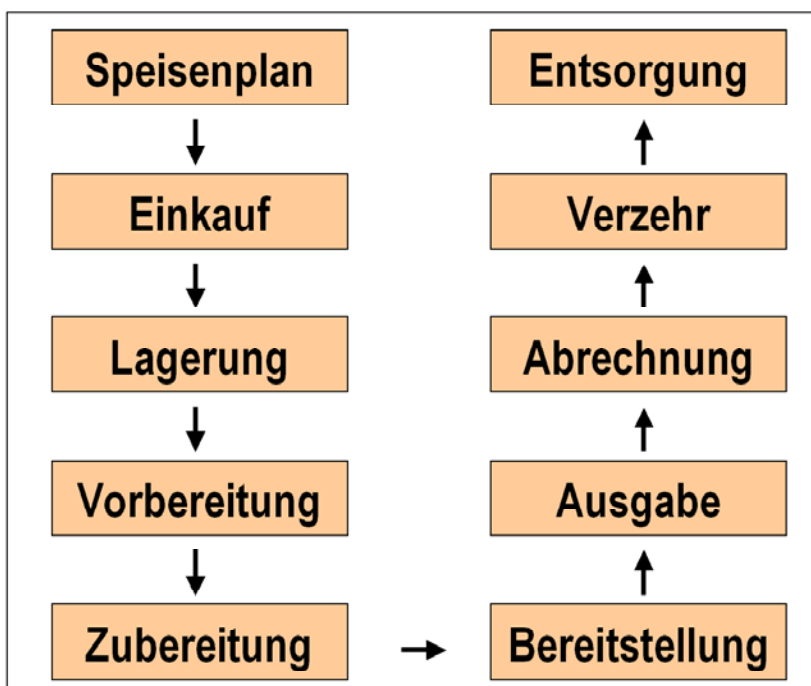 Speisenplan
Einkauf
Lagerung
Vorbereitung
Zubereitung
Bereitstellung
Ausgabe
Abrechnung
Verzehr
Entsorgung